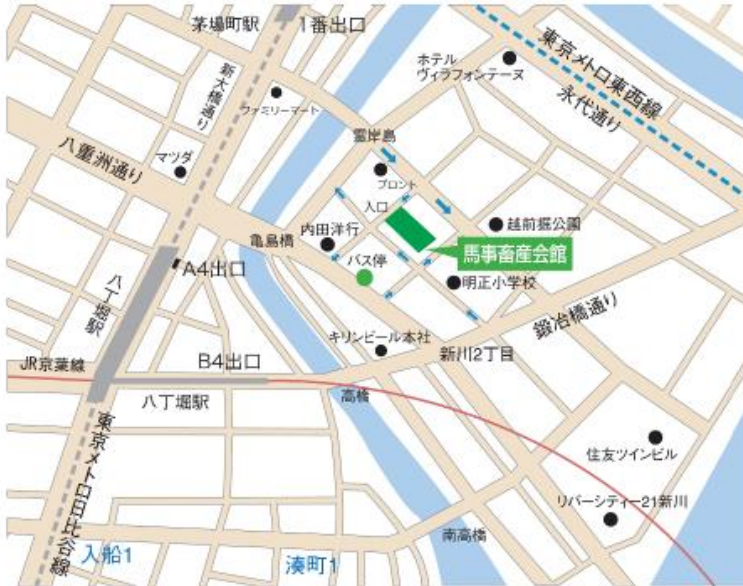 茅場町駅
1番出口
ホテル
ヴィラフォンテーヌ
東京メトロ東西線
永代通り
新大橋通り
ファミリーマート
八重洲通り
マツダ
霊岸島
プロント
入口
越前堀公園
内田洋行
亀島橋
馬事畜産会館
バス停
A4出口
明正小学校
八丁堀駅
鍛冶橋通り
キリンビール本社
新川2丁目
JR京葉線
B4出口
八丁堀駅
高橋
東京メトロ日比谷線
住友ツインビル
リバーシティー21新川
南高橋
入船1
湊町1